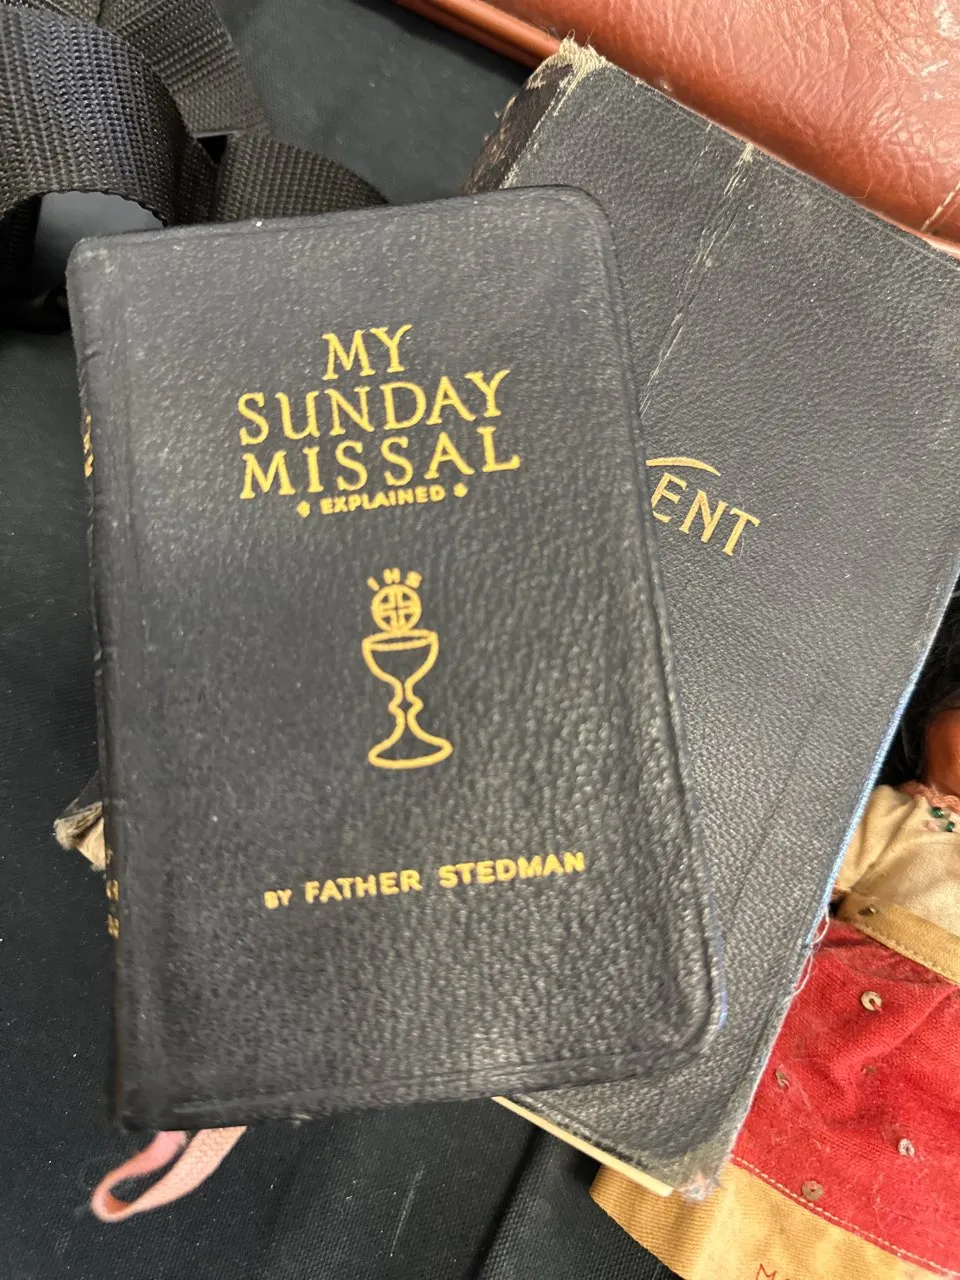 MY
SUNDAY
MISSAL
EXPLAINED
IHS
BY FATHER STEDMAN
ENT